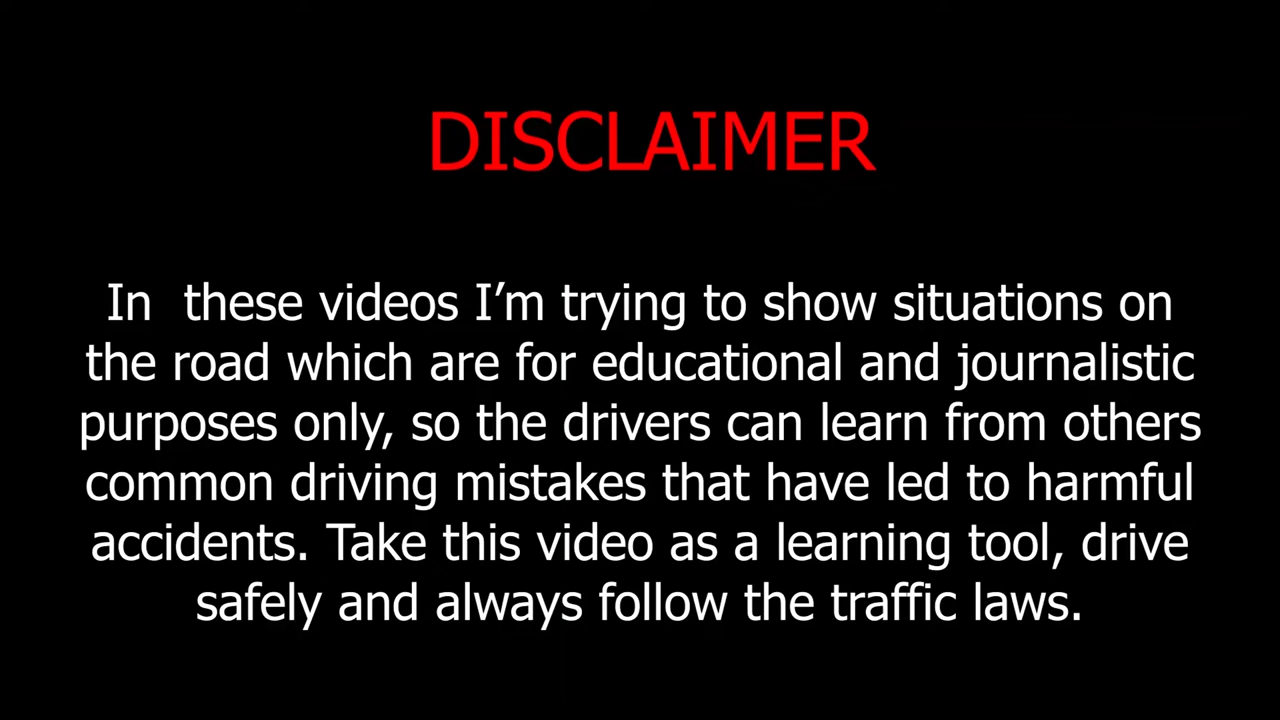 DISCLAIMER
In  these videos I’m trying to show situations on
the road which are for educational and journalistic
purposes only, so the drivers can learn from others
common driving mistakes that have led to harmful
accidents. Take this video as a learning tool, drive
safely and always follow the traffic laws.